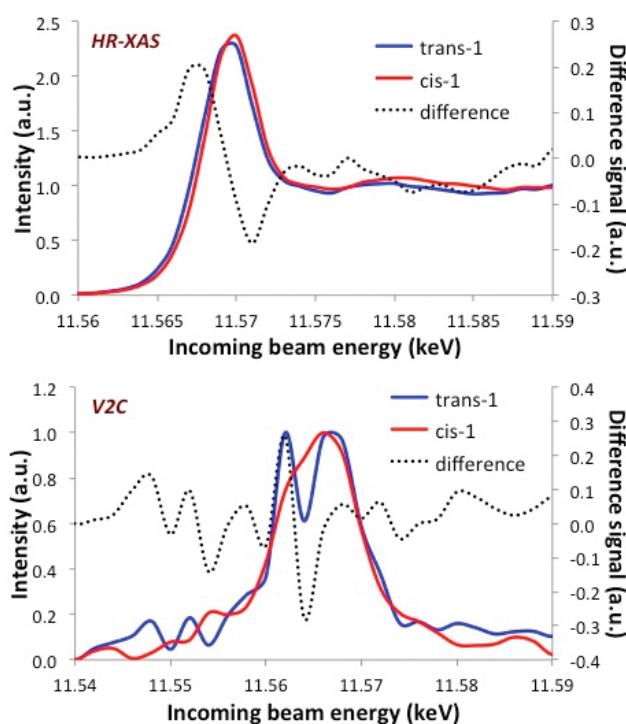 HR-XAS
trans-1
cis-1
difference
Intensity (a.u.)
2.5
2.0
1.5
1.0
0.5
0.0
0.3
0.2
0.1
0.0
-0.1
-0.2
-0.3
Difference signal (a.u.)
11.56 11.565 11.57 11.575 11.58 11.585 11.59
Incoming beam energy (keV)
V2C
trans-1
cis-1
difference
Intensity (a.u.)
1.2
1.0
0.8
0.6
0.4
0.2
0.0
0.4
0.3
0.2
0.1
0.0
-0.1
-0.2
-0.3
-0.4
Difference signal (a.u.)
11.54 11.55 11.56 11.57 11.58 11.59
Incoming beam energy (keV)